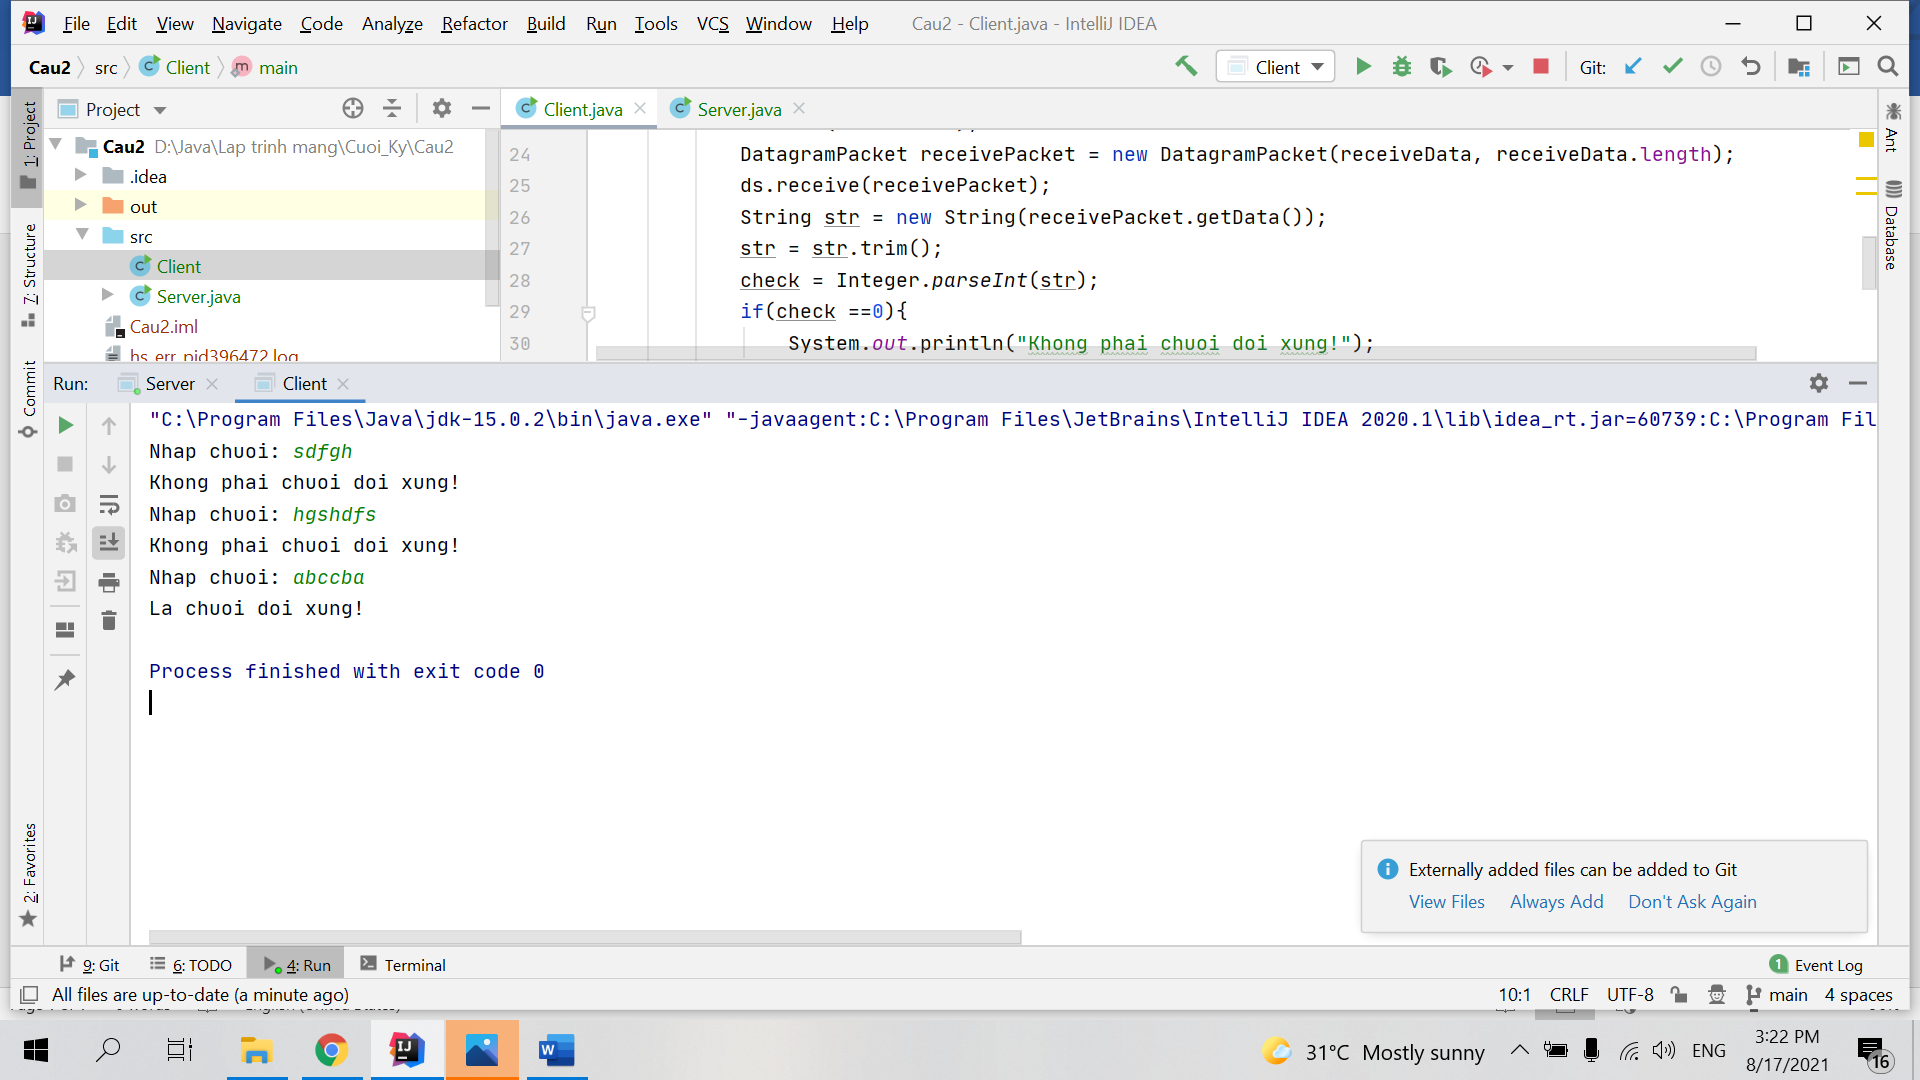 File Edit View Navigate Code Analyze Refactor Build Run Tools VCS Window Help Cau2 - Client.java - IntelliJ IDEA
Cau2 src Client main Client Git:
Project Client.java Server.java
1: Project
7: Structure
Commit
2: Favorites
Cau2 D:\Java\Lap trinh mang\Cuoi_Ky\Cau2
.idea
out
src
Client
Server.java
Cau2.iml
hs_err_pid396472.log
24 DatagramPacket receivePacket = new DatagramPacket(receiveData, receiveData.length);
25 ds.receive(receivePacket);
26 String str = new String(receivePacket.getData());
27 str = str.trim();
28 check = Integer.parseInt(str);
29 if(check ==0){
30 System.out.println("Khong phai chuoi doi xung!");
Ant
Database
Run: Server Client
"C:\Program Files\Java\jdk-15.0.2\bin\java.exe" "-javaagent:C:\Program Files\JetBrains\IntelliJ IDEA 2020.1\lib\idea_rt.jar=60739:C:\Program Fil
Nhap chuoi: sdfgh
Khong phai chuoi doi xung!
Nhap chuoi: hgshdfs
Khong phai chuoi doi xung!
Nhap chuoi: abccba
La chuoi doi xung!
Process finished with exit code 0
Externally added files can be added to Git
View Files Always Add Don't Ask Again
9: Git 6: TODO 4: Run Terminal 1 Event Log
All files are up-to-date (a minute ago) 10:1 CRLF UTF-8 main 4 spaces
31°C Mostly sunny ENG 3:22 PM
8/17/2021 16